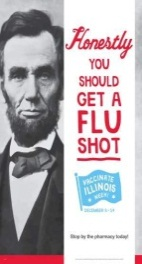 Honestly
YOU
SHOULD
GET A
FLU
SHOT
VACCINATE
ILLINOIS
WEEK!
Stop by the pharmacy today!